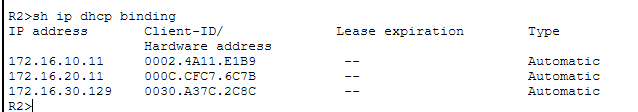 R2>sh ip dhcp binding
IP address       Client-ID/              Lease expiration        Type
                 Hardware address
172.16.10.11     0002.4A11.E1B9           --                     Automatic
172.16.20.11     000C.CFC7.6C7B           --                     Automatic
172.16.30.129    0030.A37C.2C8C           --                     Automatic
R2>